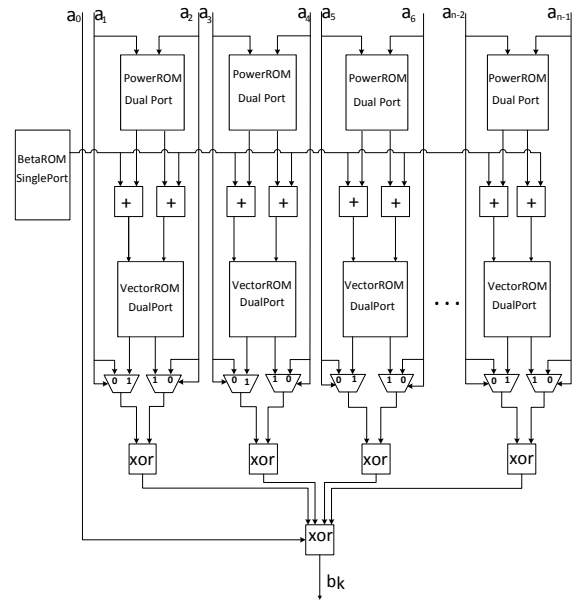 a0 a1 a2 a3 a4 a5 a6 an-2 an-1
PowerROM
Dual Port
PowerROM
Dual Port
PowerROM
Dual Port
PowerROM
Dual Port
BetaROM
SinglePort
+ + + + + + + +
VectorROM
DualPort
VectorROM
DualPort
VectorROM
DualPort
VectorROM
DualPort
...
0 1 1 0 0 1 1 0 0 1 1 0 0 1 1 0
xor xor xor xor
xor
bk